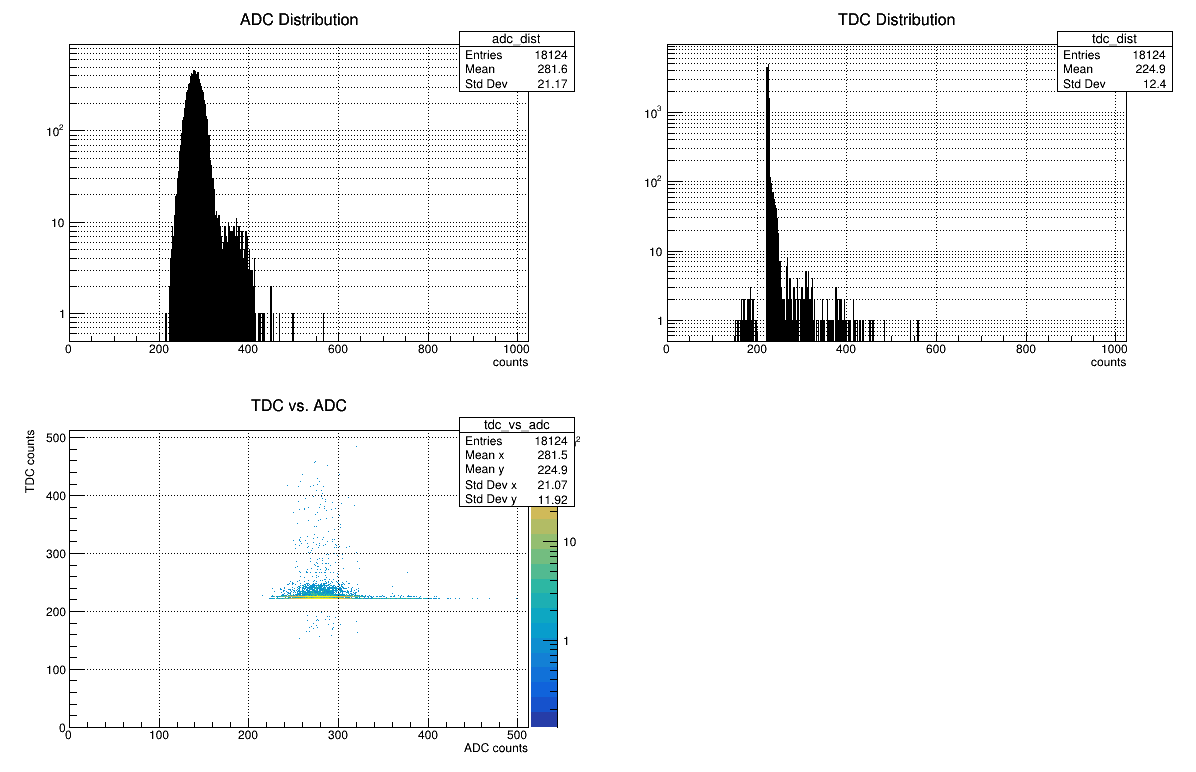 ADC Distribution
adc_dist
Entries 18124
Mean 281.6
Std Dev 21.17
10²
10
1
0 200 400 600 800 1000
counts
TDC Distribution
tdc_dist
Entries 18124
Mean 224.9
Std Dev 12.4
10³
10²
10
1
0 200 400 600 800 1000
counts
TDC vs. ADC
tdc_vs_adc
Entries 18124
Mean x 281.5
Mean y 224.9
Std Dev x 21.07
Std Dev y 11.92
TDC counts
500
400
300
200
100
0
0 100 200 300 400 500
ADC counts
2
10
1